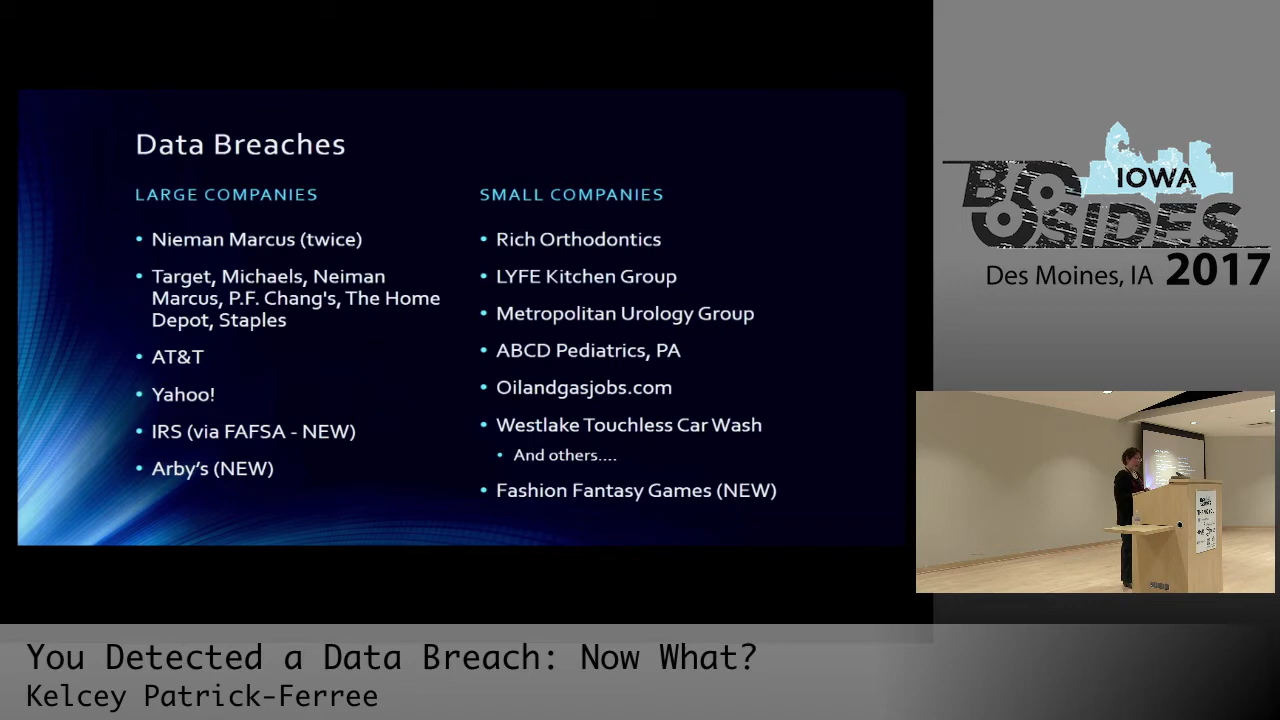 Data Breaches
LARGE COMPANIES
• Nieman Marcus (twice)
• Target, Michaels, Neiman
Marcus, P.F. Chang's, The Home
Depot, Staples
• AT&T
• Yahoo!
• IRS (via FAFSA - NEW)
• Arby's (NEW)
SMALL COMPANIES
• Rich Orthodontics
• LYFE Kitchen Group
• Metropolitan Urology Group
• ABCD Pediatrics, PA
• Oilandgasjobs.com
• Westlake Touchless Car Wash
• And others....
• Fashion Fantasy Games (NEW)
IOWA
BSIDES
Des Moines, IA 2017
You Detected a Data Breach: Now What?
Kelcey Patrick-Ferree